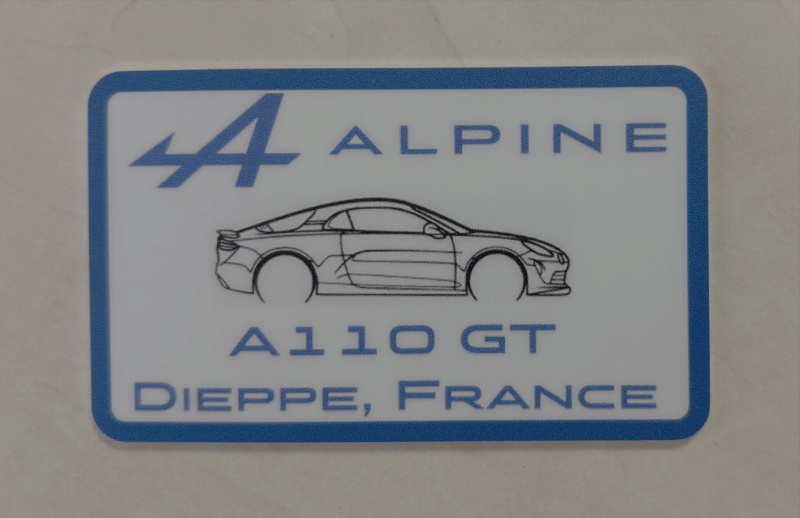 ALPINE
A110 GT
DIEPPE, FRANCE